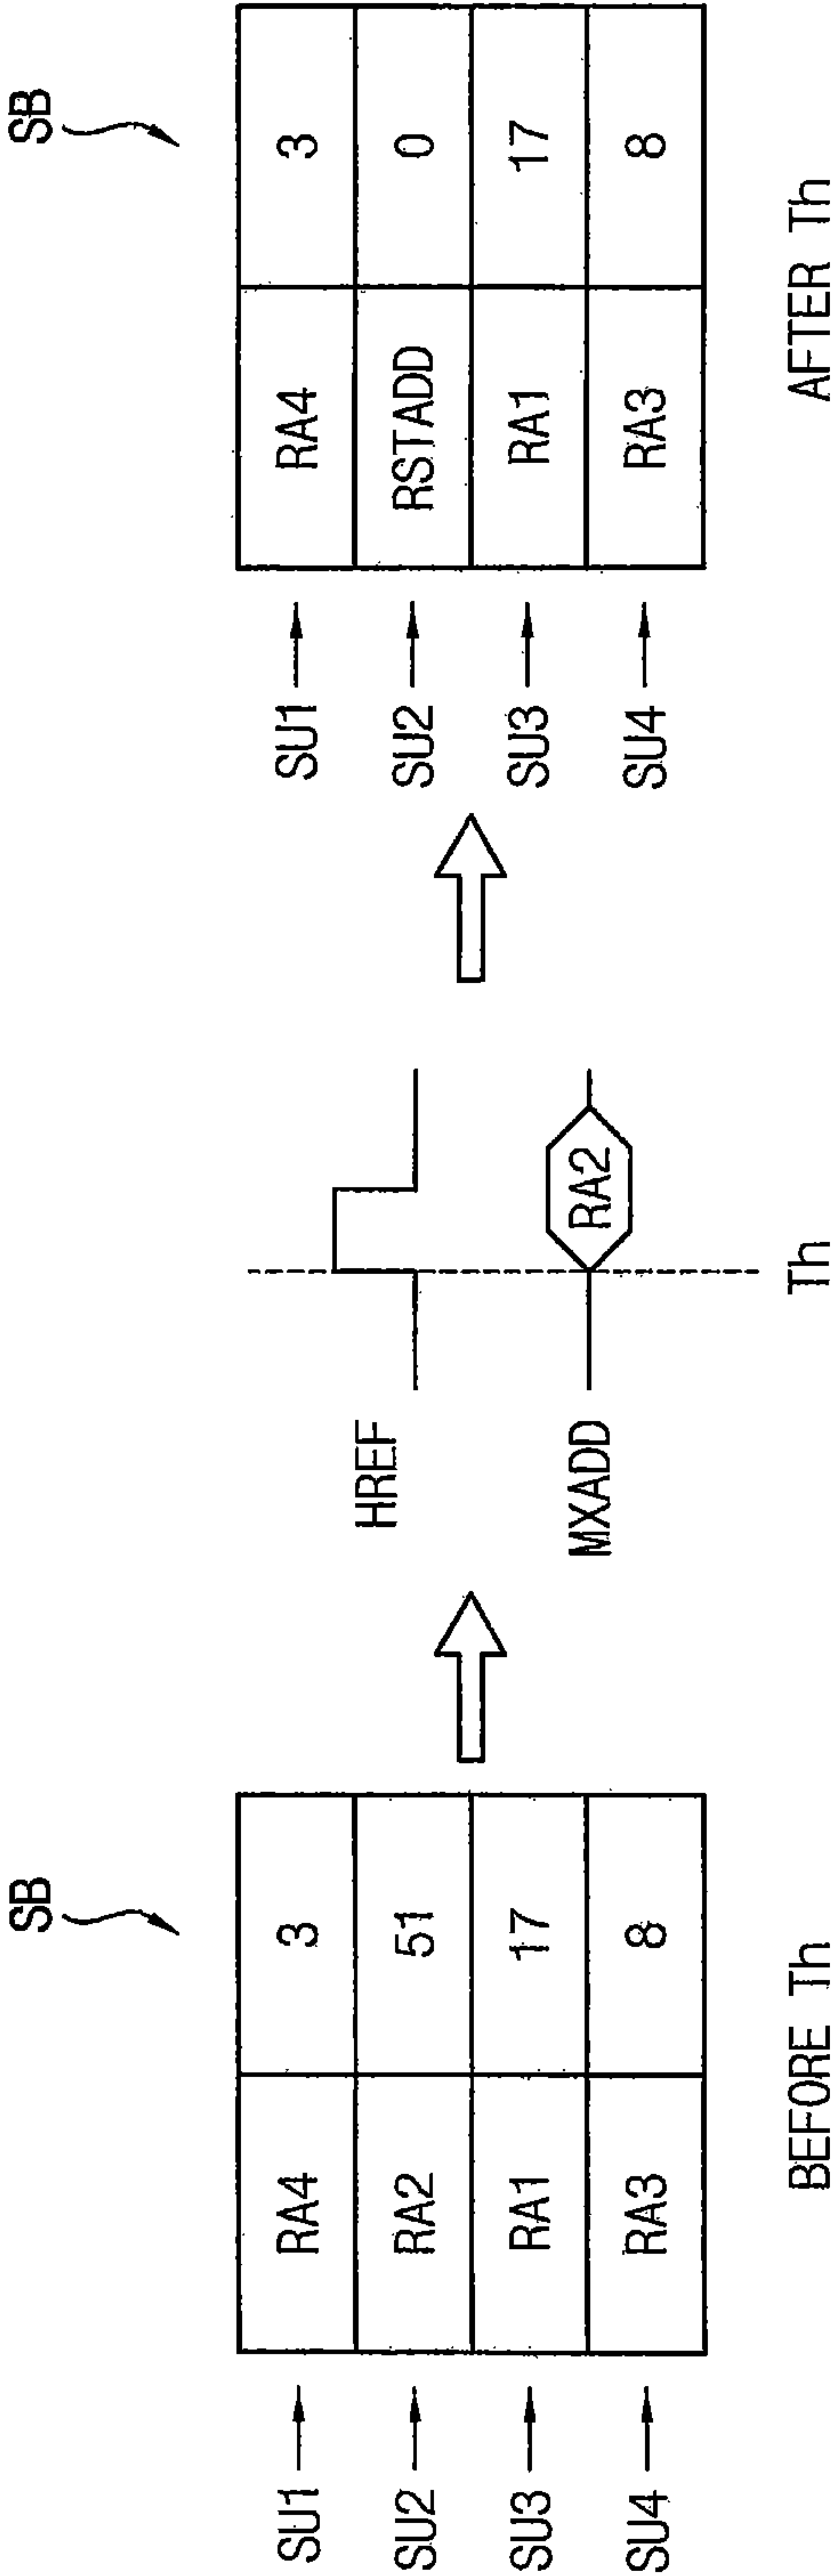 SB
SU1 RA4 3
SU2 RA2 51
SU3 RA1 17
SU4 RA3 8
BEFORE Th
HREF
MXADD RA2
Th
SB
SU1 RA4 3
SU2 RSTADD 0
SU3 RA1 17
SU4 RA3 8
AFTER Th